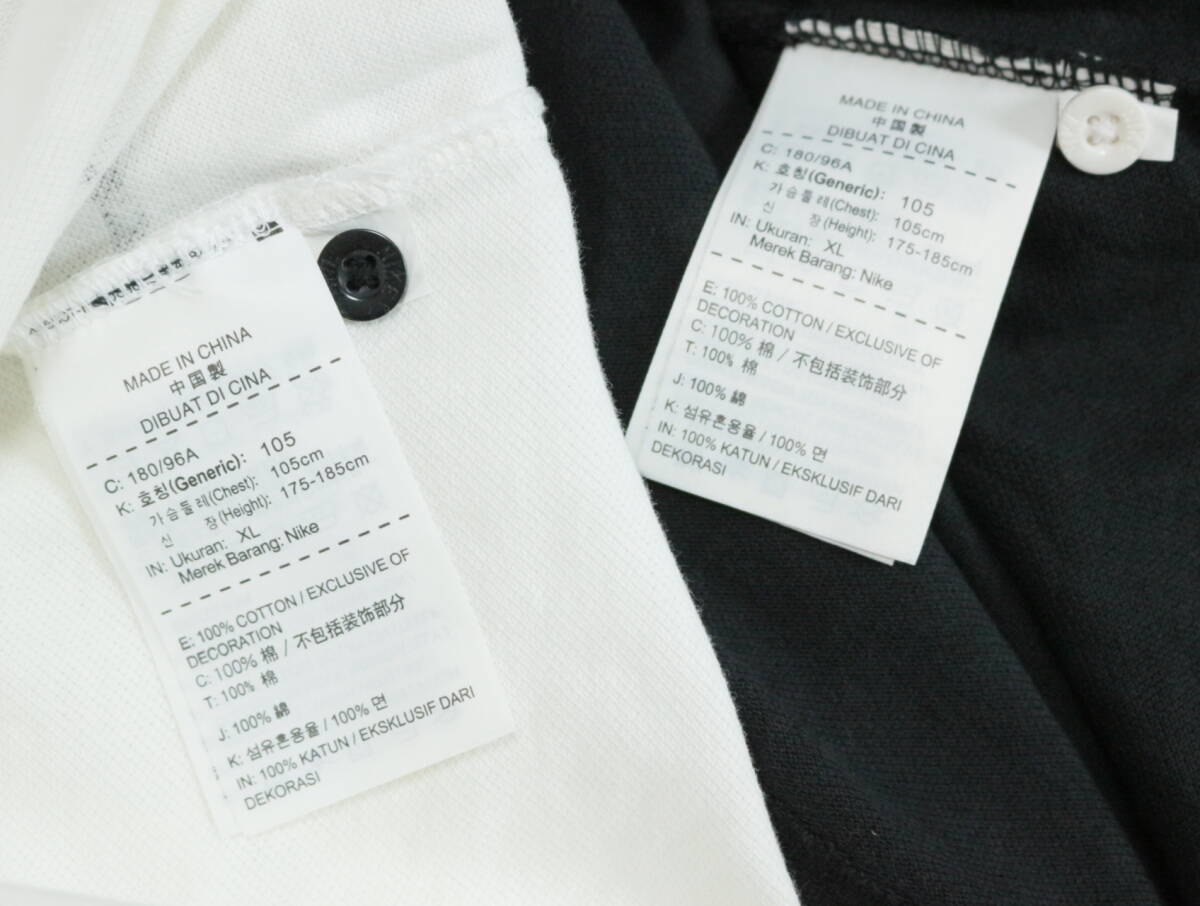 MADE IN CHINA
中国製
DIBUAT DI CINA
C: 180/96A
K: 호칭(Generic): 105
가슴둘레(Chest): 105cm
신 장(Height): 175-185cm
IN: Ukuran: XL
Merek Barang: Nike
E: 100% COTTON / EXCLUSIVE OF
DECORATION
C: 100% 棉 / 不包括装饰部分
T: 100% 棉
J: 100% 綿
K: 섬유혼용율 / 100% 면
IN: 100% KATUN / EKSKLUSIF DARI
DEKORASI
MADE IN CHINA
中国製
DIBUAT DI CINA
C: 180/96A
K: 호칭(Generic): 105
가슴둘레(Chest): 105cm
신 장(Height): 175-185cm
IN: Ukuran: XL
Merek Barang: Nike
E: 100% COTTON / EXCLUSIVE OF
DECORATION
C: 100% 棉 / 不包括装饰部分
T: 100% 棉
J: 100% 綿
K: 섬유혼용율 / 100% 면
IN: 100% KATUN / EKSKLUSIF DARI
DEKORASI